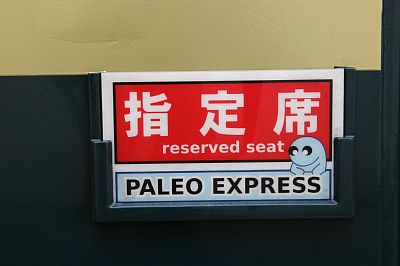 指定席
reserved seat
PALEO EXPRESS